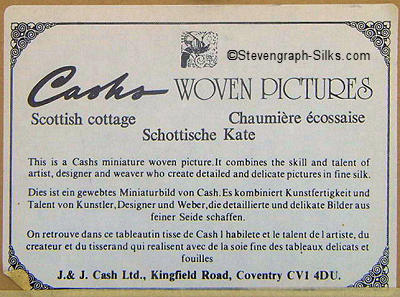 ©Stevengraph-Silks.com
Cashs WOVEN PICTURES
Scottish cottage Chaumière écossaise
Schottische Kate
This is a Cashs miniature woven picture.It combines the skill and talent of
artist, designer and weaver who create detailed and delicate pictures in fine silk.
Dies ist ein gewebtes Miniaturbild von Cash.Es kombiniert Kunstfertigkeit und
Talent von Kunstler,Designer und Weber,die detaillierte und delikate Bilder aus
feiner Seide schaffen.
On retrouve dans ce tableautin tisse de Cash l habilete et le talent de l artiste, du
createur et du tisserand qui realisent avec de la soie fine des tableaux delicats et
fouilles
J.& J. Cash Ltd., Kingfield Road, Coventry CV1 4DU.